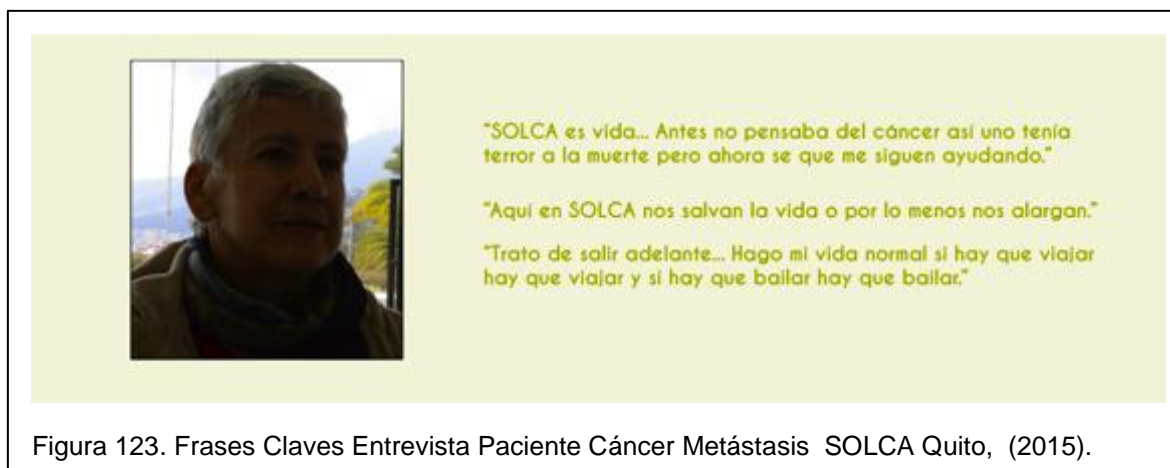 "SOLCA es vida... Antes no pensaba del cáncer así uno tenía
terror a la muerte pero ahora se que me siguen ayudando."
"Aquí en SOLCA nos salvan la vida o por lo menos nos alargan."
"Trato de salir adelante... Hago mi vida normal si hay que viajar
hay que viajar y si hay que bailar hay que bailar."
Figura 123. Frases Claves Entrevista Paciente Cáncer Metástasis SOLCA Quito, (2015).